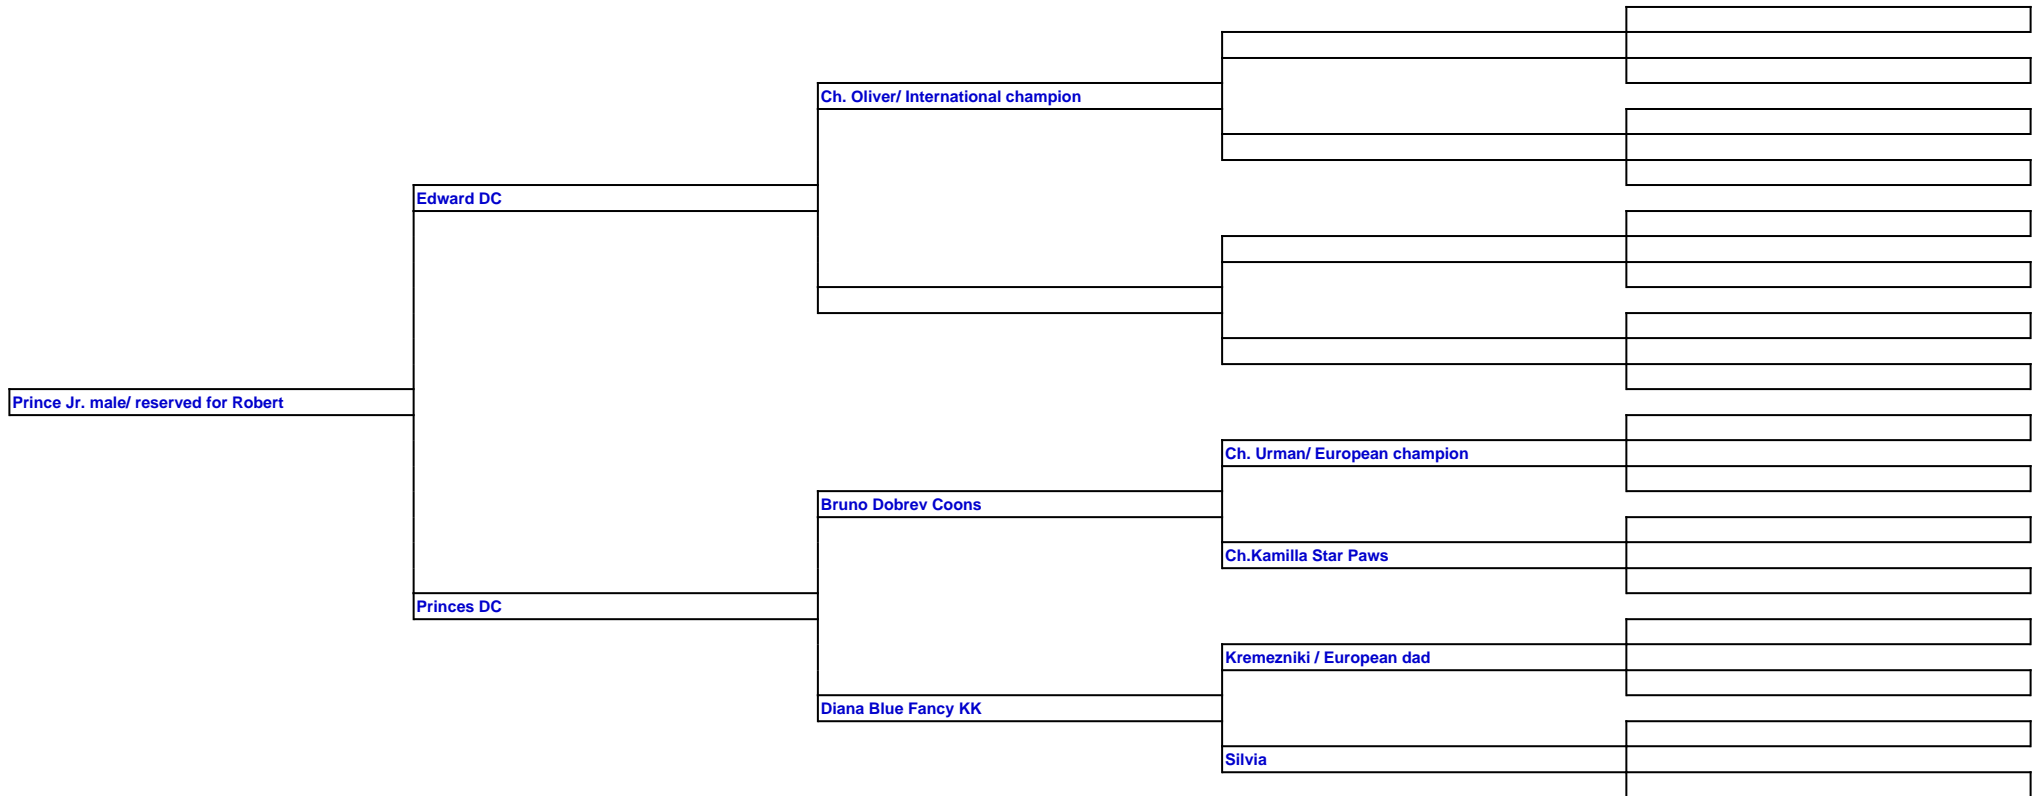 Ch. Oliver/ International champion
Edward DC
Prince Jr. male/ reserved for Robert
Ch. Urman/ European champion
Bruno Dobrev Coons
Ch.Kamilla Star Paws
Princes DC
Kremezniki / European dad
Diana Blue Fancy KK
Silvia